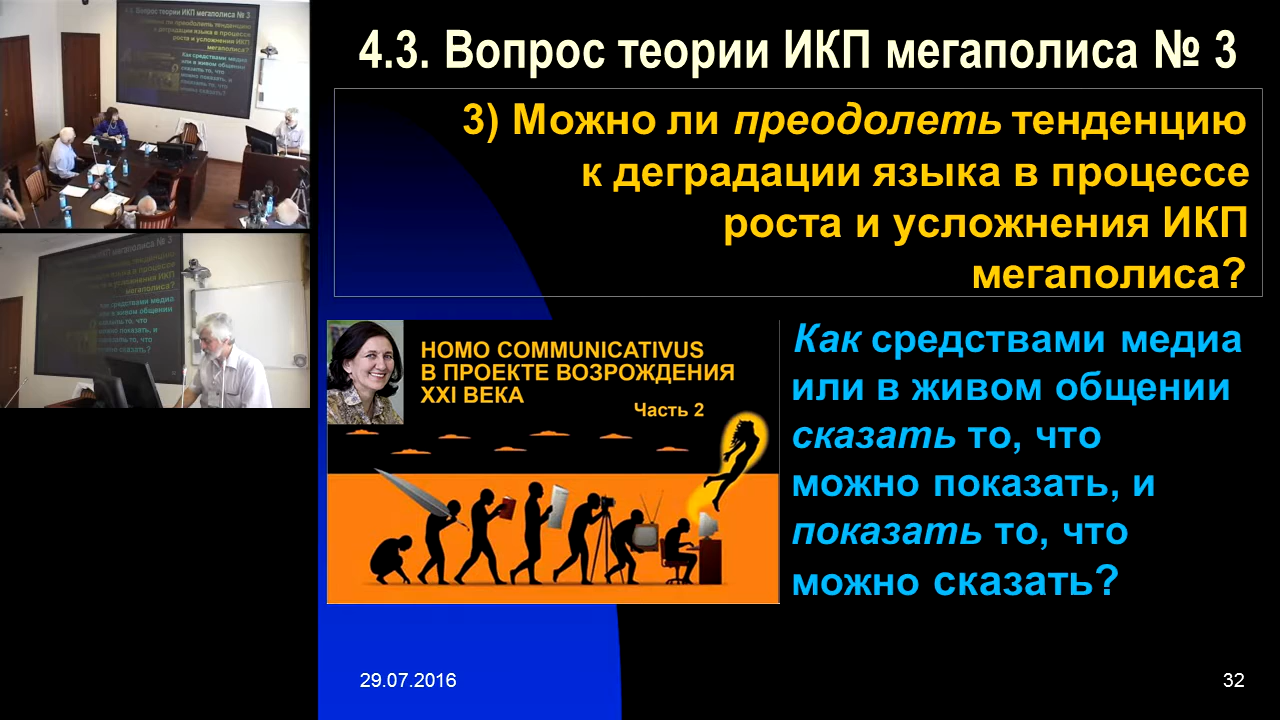 4.3. Вопрос теории ИКП мегаполиса № 3
3) Можно ли преодолеть тенденцию
к деградации языка в процессе
роста и усложнения ИКП
мегаполиса?
HOMO COMMUNICATIVUS
В ПРОЕКТЕ ВОЗРОЖДЕНИЯ
XXI ВЕКА
Часть 2
Как средствами медиа
или в живом общении
сказать то, что
можно показать, и
показать то, что
можно сказать?
29.07.2016
32